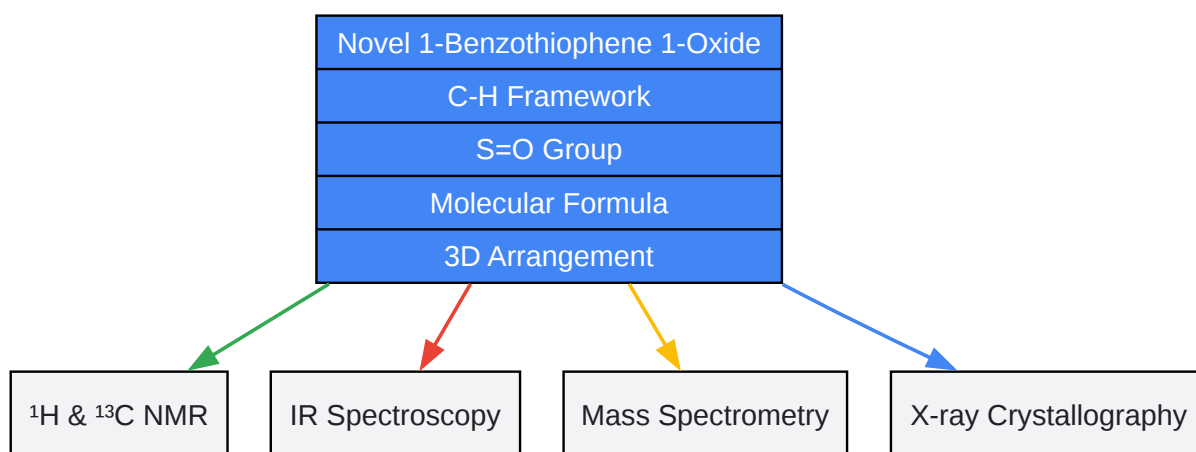 Novel 1-Benzothiophene 1-Oxide
C-H Framework
S=O Group
Molecular Formula
3D Arrangement
¹H & ¹³C NMR
IR Spectroscopy
Mass Spectrometry
X-ray Crystallography